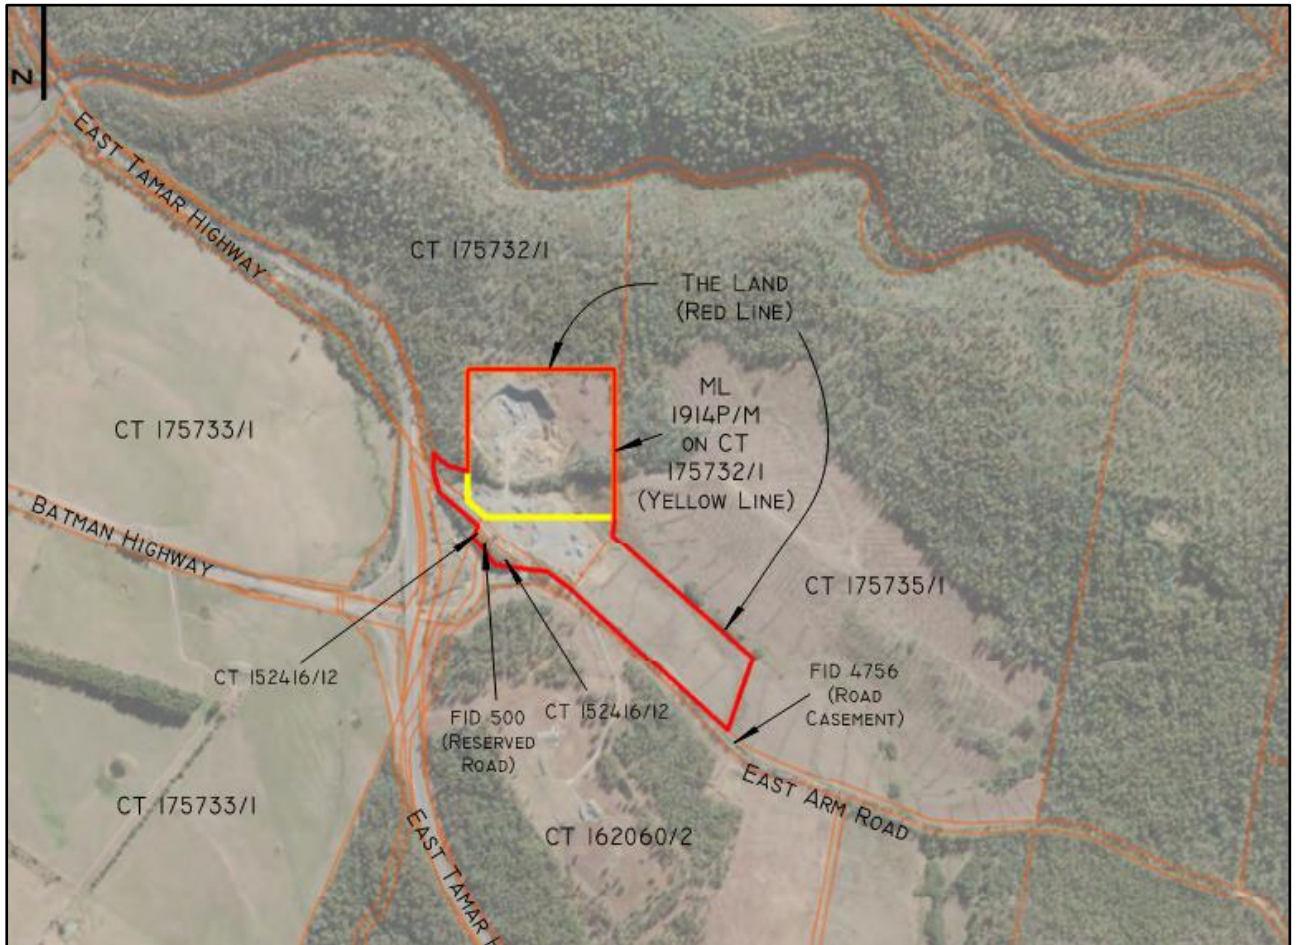 N
EAST TAMAR HIGHWAY
CT 175732/1
THE LAND
(RED LINE)
ML
1914P/M
ON CT
175732/1
(YELLOW LINE)
CT 175733/1
BATMAN HIGHWAY
CT 175735/1
CT 152416/12
FID 500
(RESERVED
ROAD)
CT 152416/12
FID 4756
(ROAD
CASEMENT)
EAST ARM ROAD
CT 175733/1
CT 162060/2
EAST TAMAR H